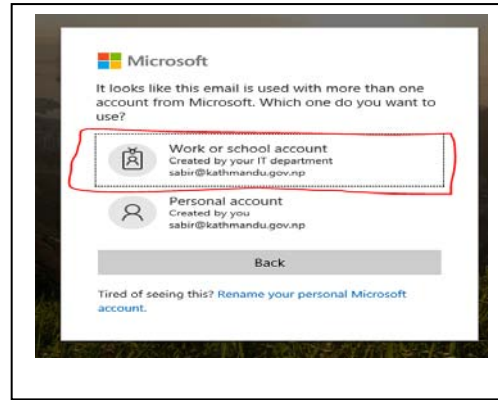 Microsoft
It looks like this email is used with more than one
account from Microsoft. Which one do you want to
use?
Work or school account
Created by your IT department
sabir@kathmandu.gov.np
Personal account
Created by you
sabir@kathmandu.gov.np
Back
Tired of seeing this? Rename your personal Microsoft
account.